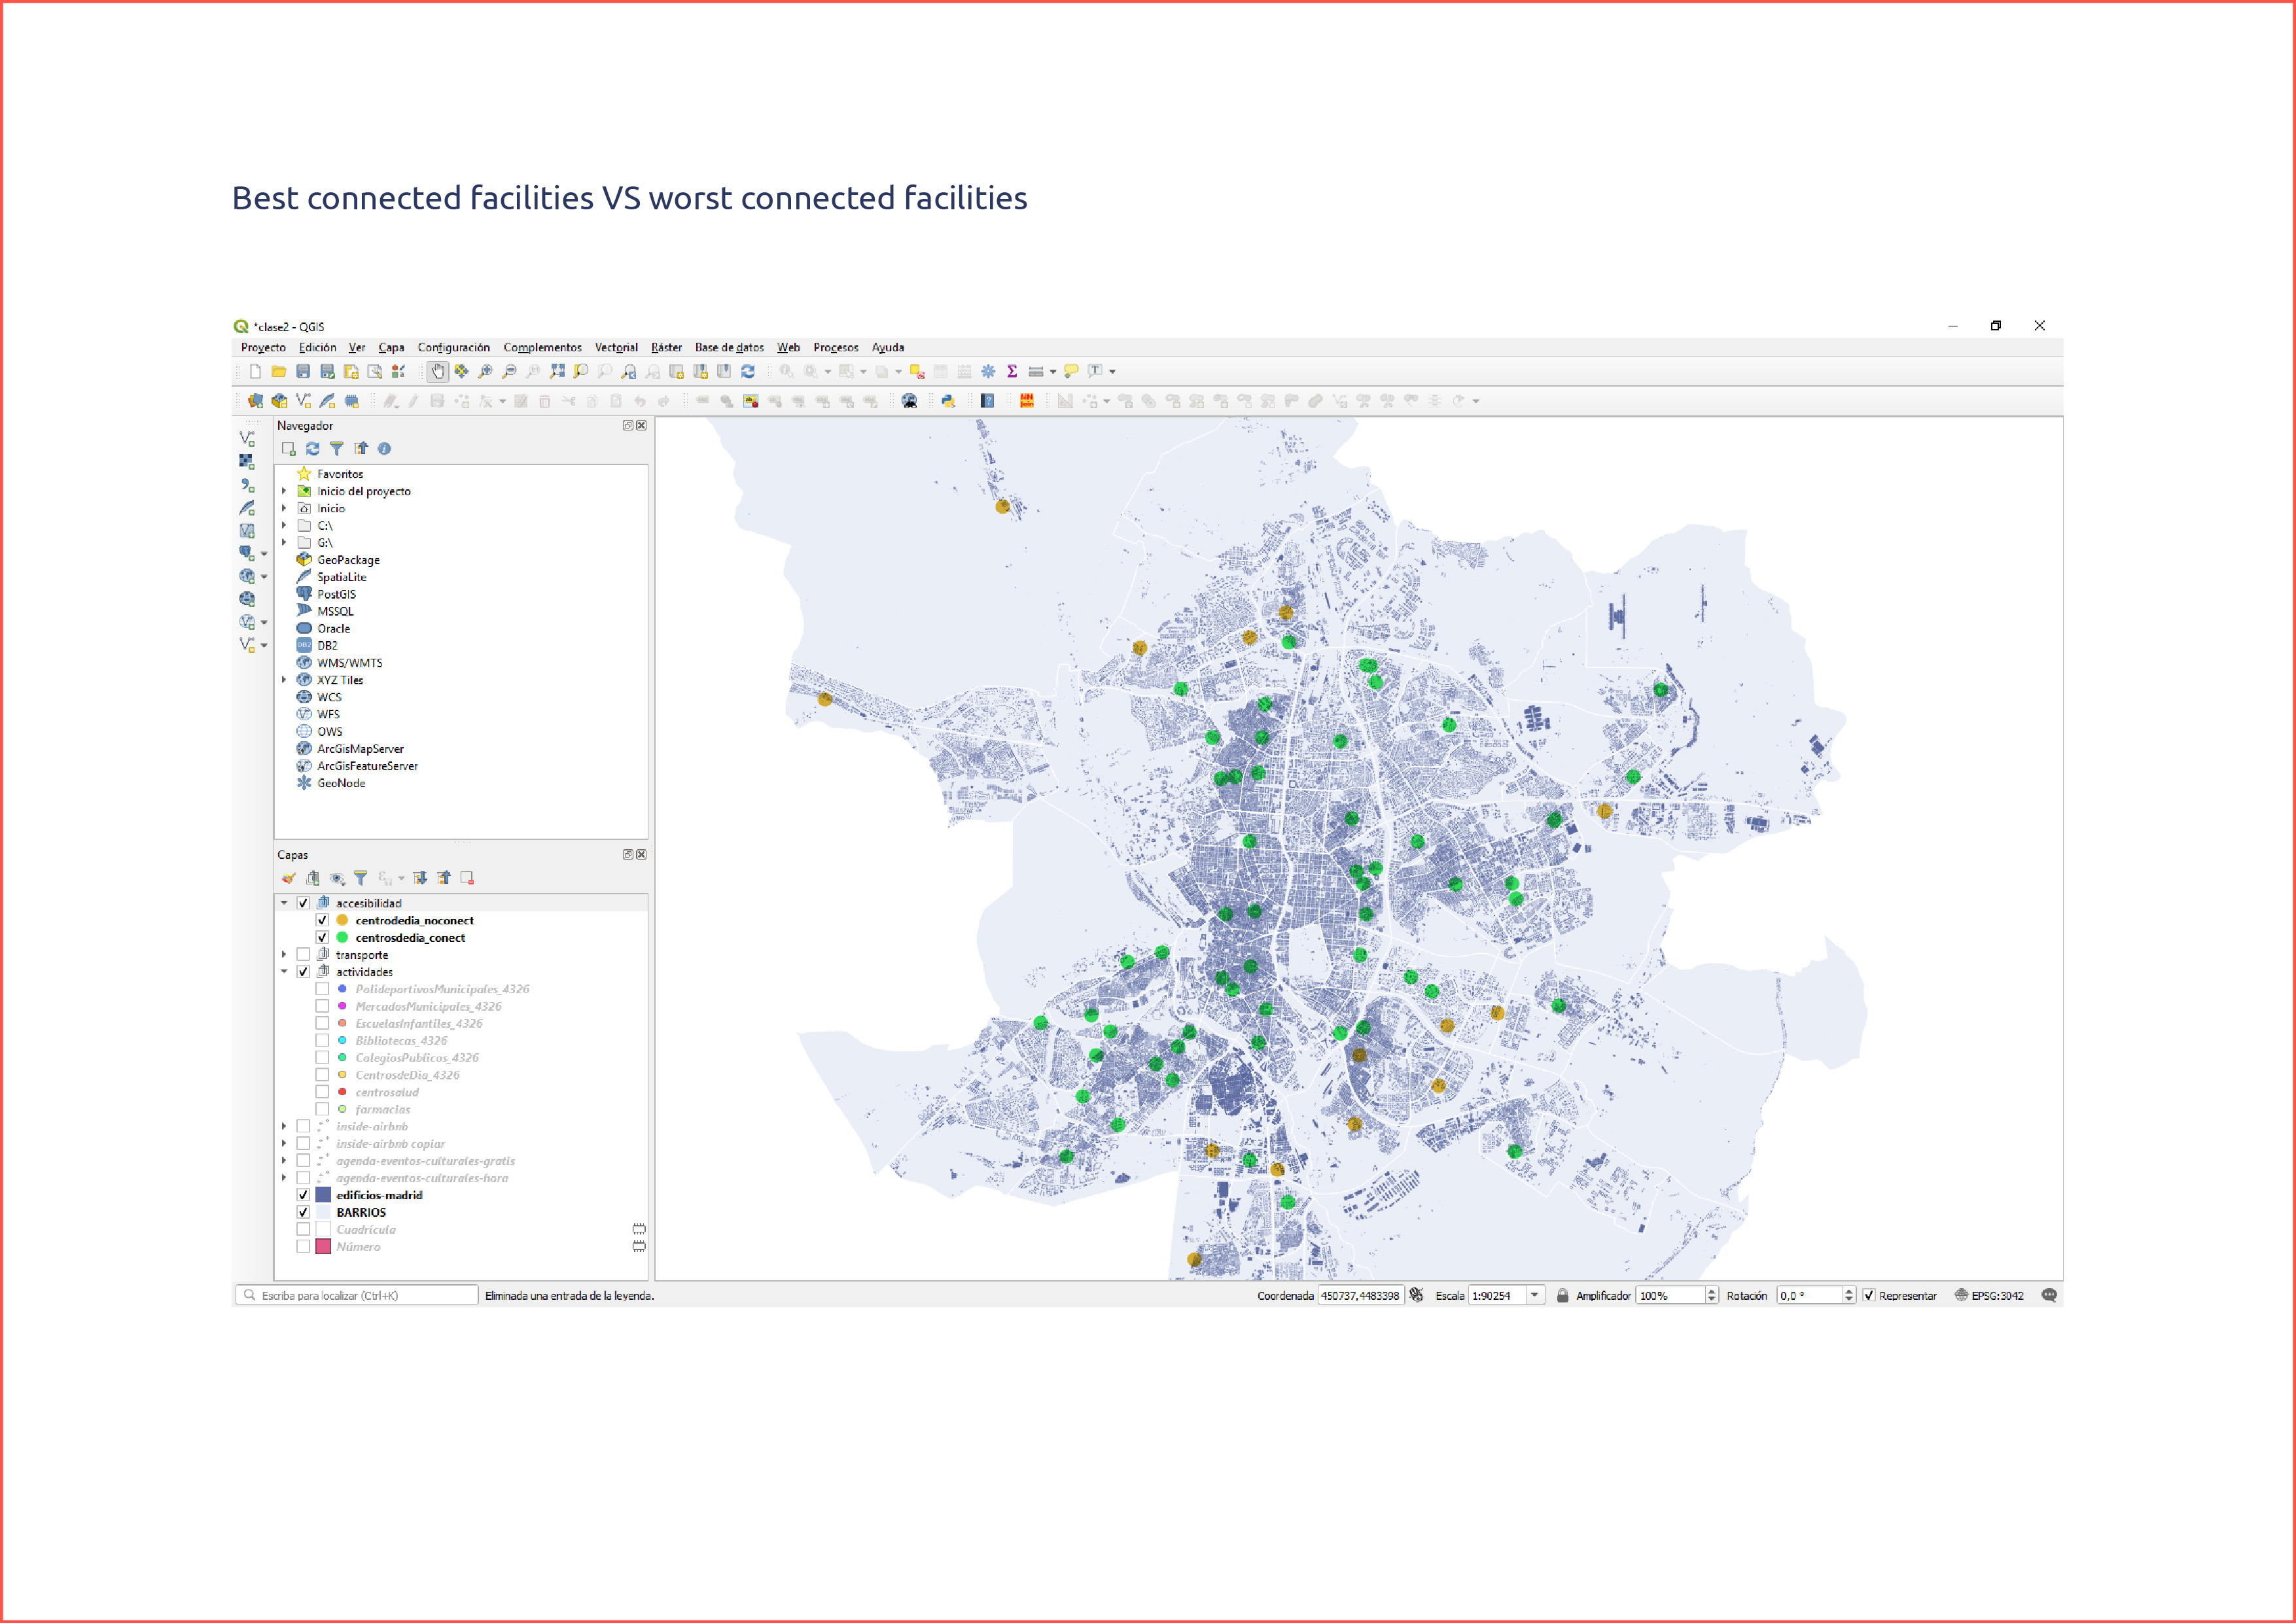 Best connected facilities VS worst connected facilities
*clase2 - QGIS
Proyecto Edición Ver Capa Configuración Complementos Vectorial Ráster Base de datos Web Procesos Ayuda
Navegador
Favoritos
Inicio del proyecto
Inicio
C:\
G:\
GeoPackage
SpatiaLite
PostGIS
MSSQL
Oracle
DB2
WMS/WMTS
XYZ Tiles
WCS
WFS
OWS
ArcGisMapServer
ArcGisFeatureServer
GeoNode
Capas
accesibilidad
centrodedia_noconect
centrosdedia_conect
transporte
actividades
PolideportivosMunicipales_4326
MercadosMunicipales_4326
EscuelasInfantiles_4326
Bibliotecas_4326
ColegiosPublicos_4326
CentrosdeDia_4326
centrosalud
farmacias
inside-airbnb
inside-airbnb copiar
agenda-eventos-culturales-gratis
agenda-eventos-culturales-hora
edificios-madrid
BARRIOS
Cuadrícula
Número
Escriba para localizar (Ctrl+K) Eliminada una entrada de la leyenda. Coordenada 450737,4483398 Escala 1:90254 Amplificador 100% Rotación 0,0 ° Representar EPSG:3042